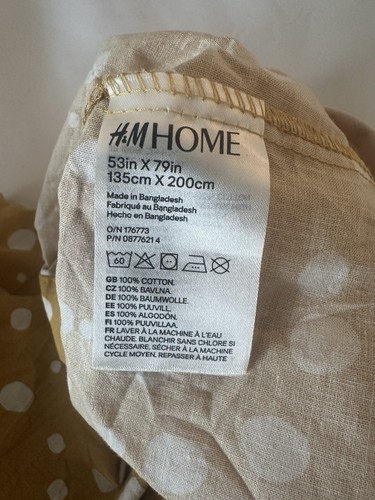 H&M HOME
53in X 79in
135cm X 200cm
Made in Bangladesh
Fabriqué au Bangladesh
Hecho en Bangladesh
O/N 176773
P/N 0877621 4
60
GB 100% COTTON.
CZ 100% BAVLNA.
DE 100% BAUMWOLLE.
EE 100% PUUVILL.
ES 100% ALGODÓN.
FI 100% PUUVILLAA.
FR LAVER À LA MACHINE À L'EAU
CHAUDE. BLANCHIR SANS CHLORE SI
NÉCESSAIRE. SÉCHER À LA MACHINE
CYCLE MOYEN. REPASSER À HAUTE